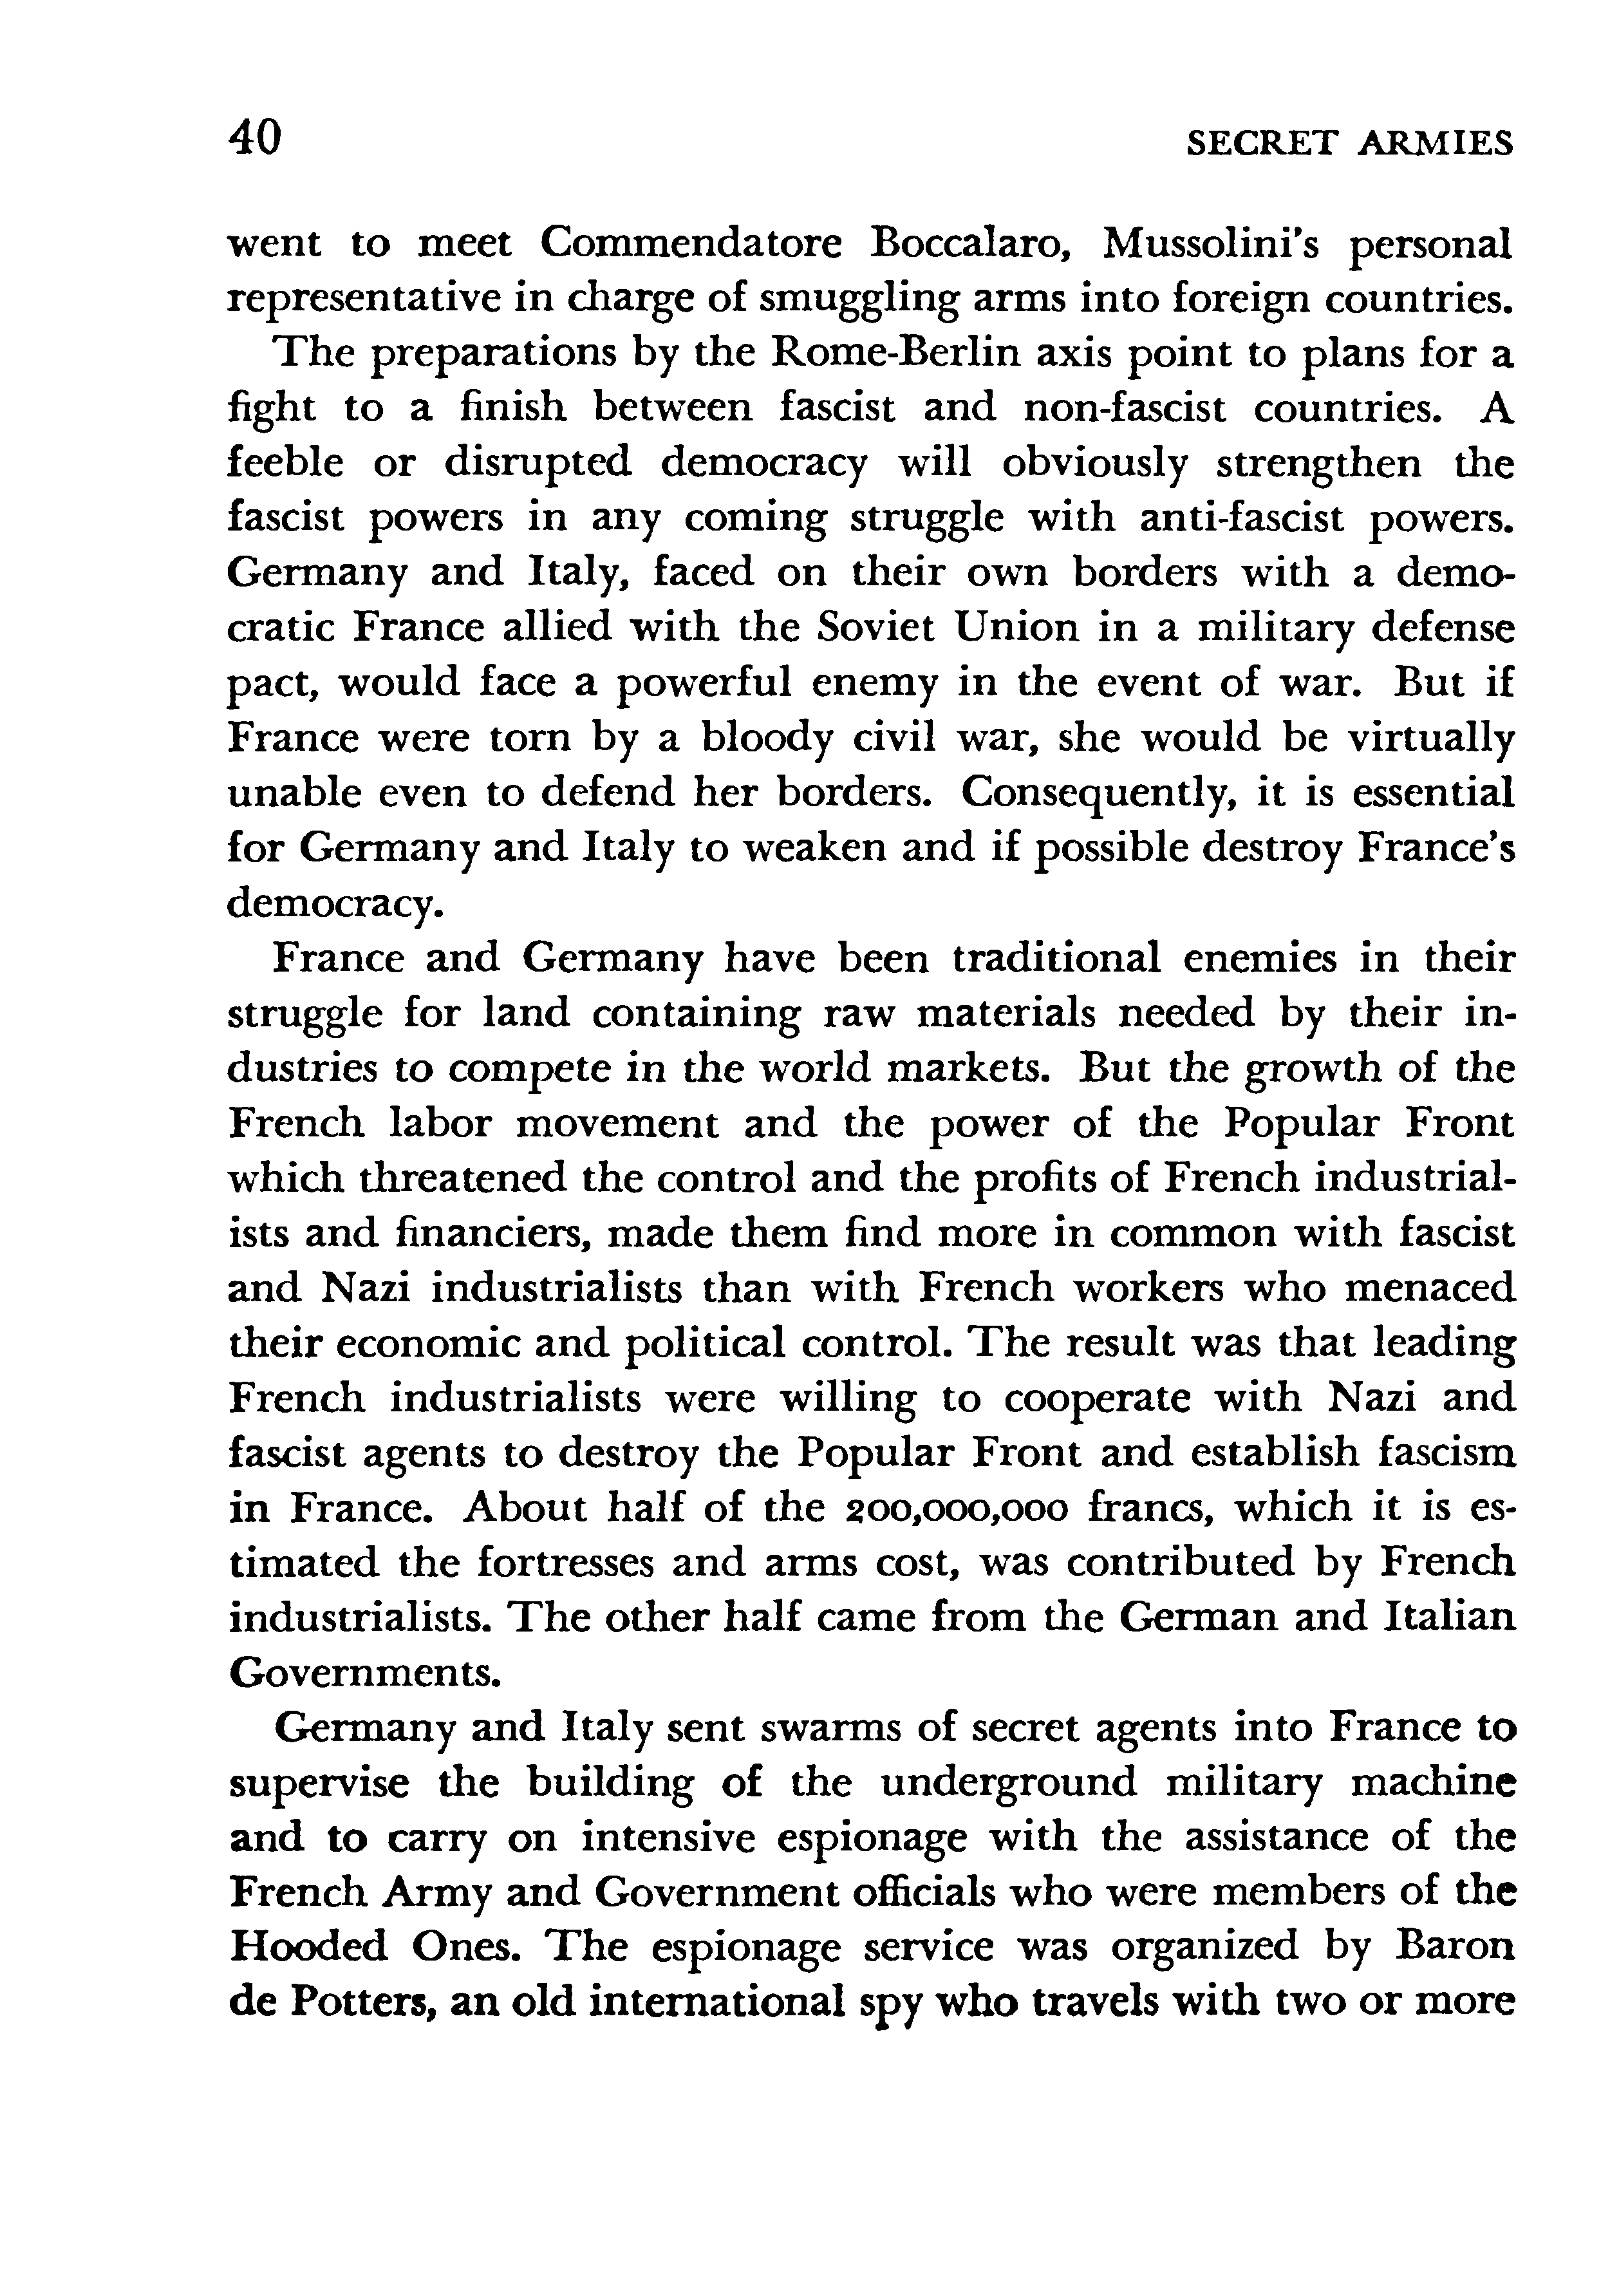 40 SECRET ARMIES
went to meet Commendatore Boccalaro, Mussolini's personal
representative in charge of smuggling arms into foreign countries.
The preparations by the Rome-Berlin axis point to plans for a
fight to a finish between fascist and non-fascist countries. A
feeble or disrupted democracy will obviously strengthen the
fascist powers in any coming struggle with anti-fascist powers.
Germany and Italy, faced on their own borders with a demo-
cratic France allied with the Soviet Union in a military defense
pact, would face a powerful enemy in the event of war. But if
France were torn by a bloody civil war, she would be virtually
unable even to defend her borders. Consequently, it is essential
for Germany and Italy to weaken and if possible destroy France's
democracy.
France and Germany have been traditional enemies in their
struggle for land containing raw materials needed by their in-
dustries to compete in the world markets. But the growth of the
French labor movement and the power of the Popular Front
which threatened the control and the profits of French industrial-
ists and financiers, made them find more in common with fascist
and Nazi industrialists than with French workers who menaced
their economic and political control. The result was that leading
French industrialists were willing to cooperate with Nazi and
fascist agents to destroy the Popular Front and establish fascism
in France. About half of the 200,000,000 francs, which it is es-
timated the fortresses and arms cost, was contributed by French
industrialists. The other half came from the German and Italian
Governments.
Germany and Italy sent swarms of secret agents into France to
supervise the building of the underground military machine
and to carry on intensive espionage with the assistance of the
French Army and Government officials who were members of the
Hooded Ones. The espionage service was organized by Baron
de Potters, an old international spy who travels with two or more